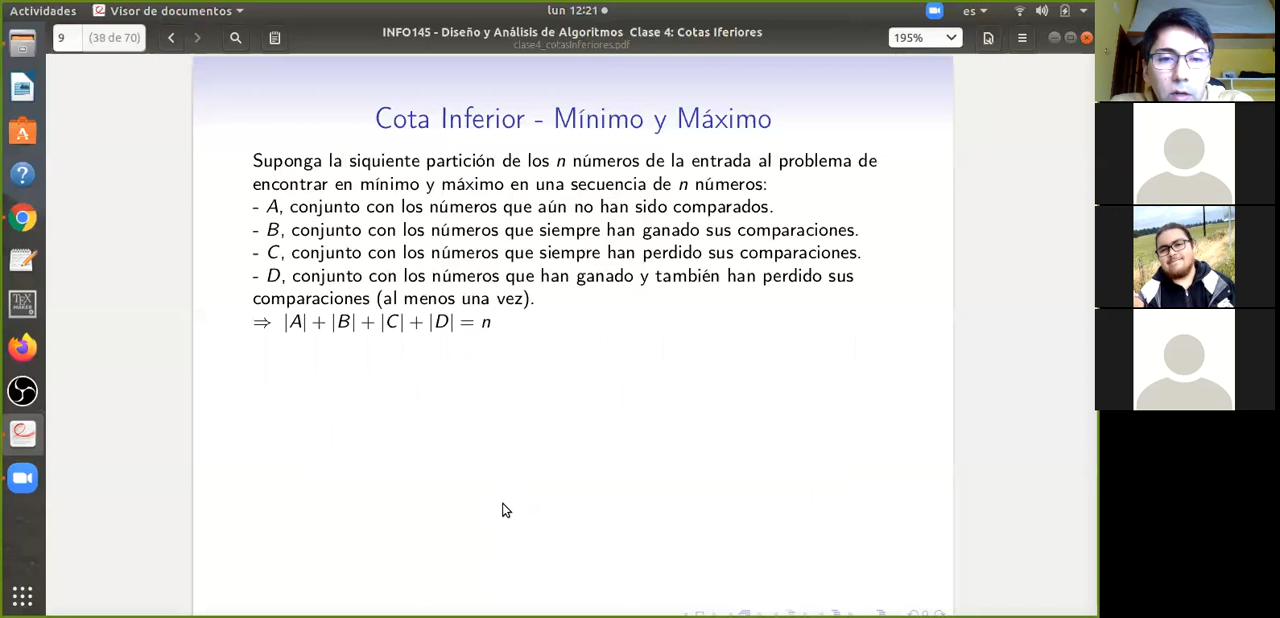 Actividades
Visor de documentos
lun 12:21
es
9
(38 de 70)
INFO145 - Diseño y Análisis de Algoritmos Clase 4: Cotas Iferiores
clase4_cotasInferiores.pdf
195%
Cota Inferior - Mínimo y Máximo
Suponga la siquiente partición de los n números de la entrada al problema de
encontrar en mínimo y máximo en una secuencia de n números:
- A, conjunto con los números que aún no han sido comparados.
- B, conjunto con los números que siempre han ganado sus comparaciones.
- C, conjunto con los números que siempre han perdido sus comparaciones.
- D, conjunto con los números que han ganado y también han perdido sus
comparaciones (al menos una vez).
⇒ |A| + |B| + |C| + |D| = n